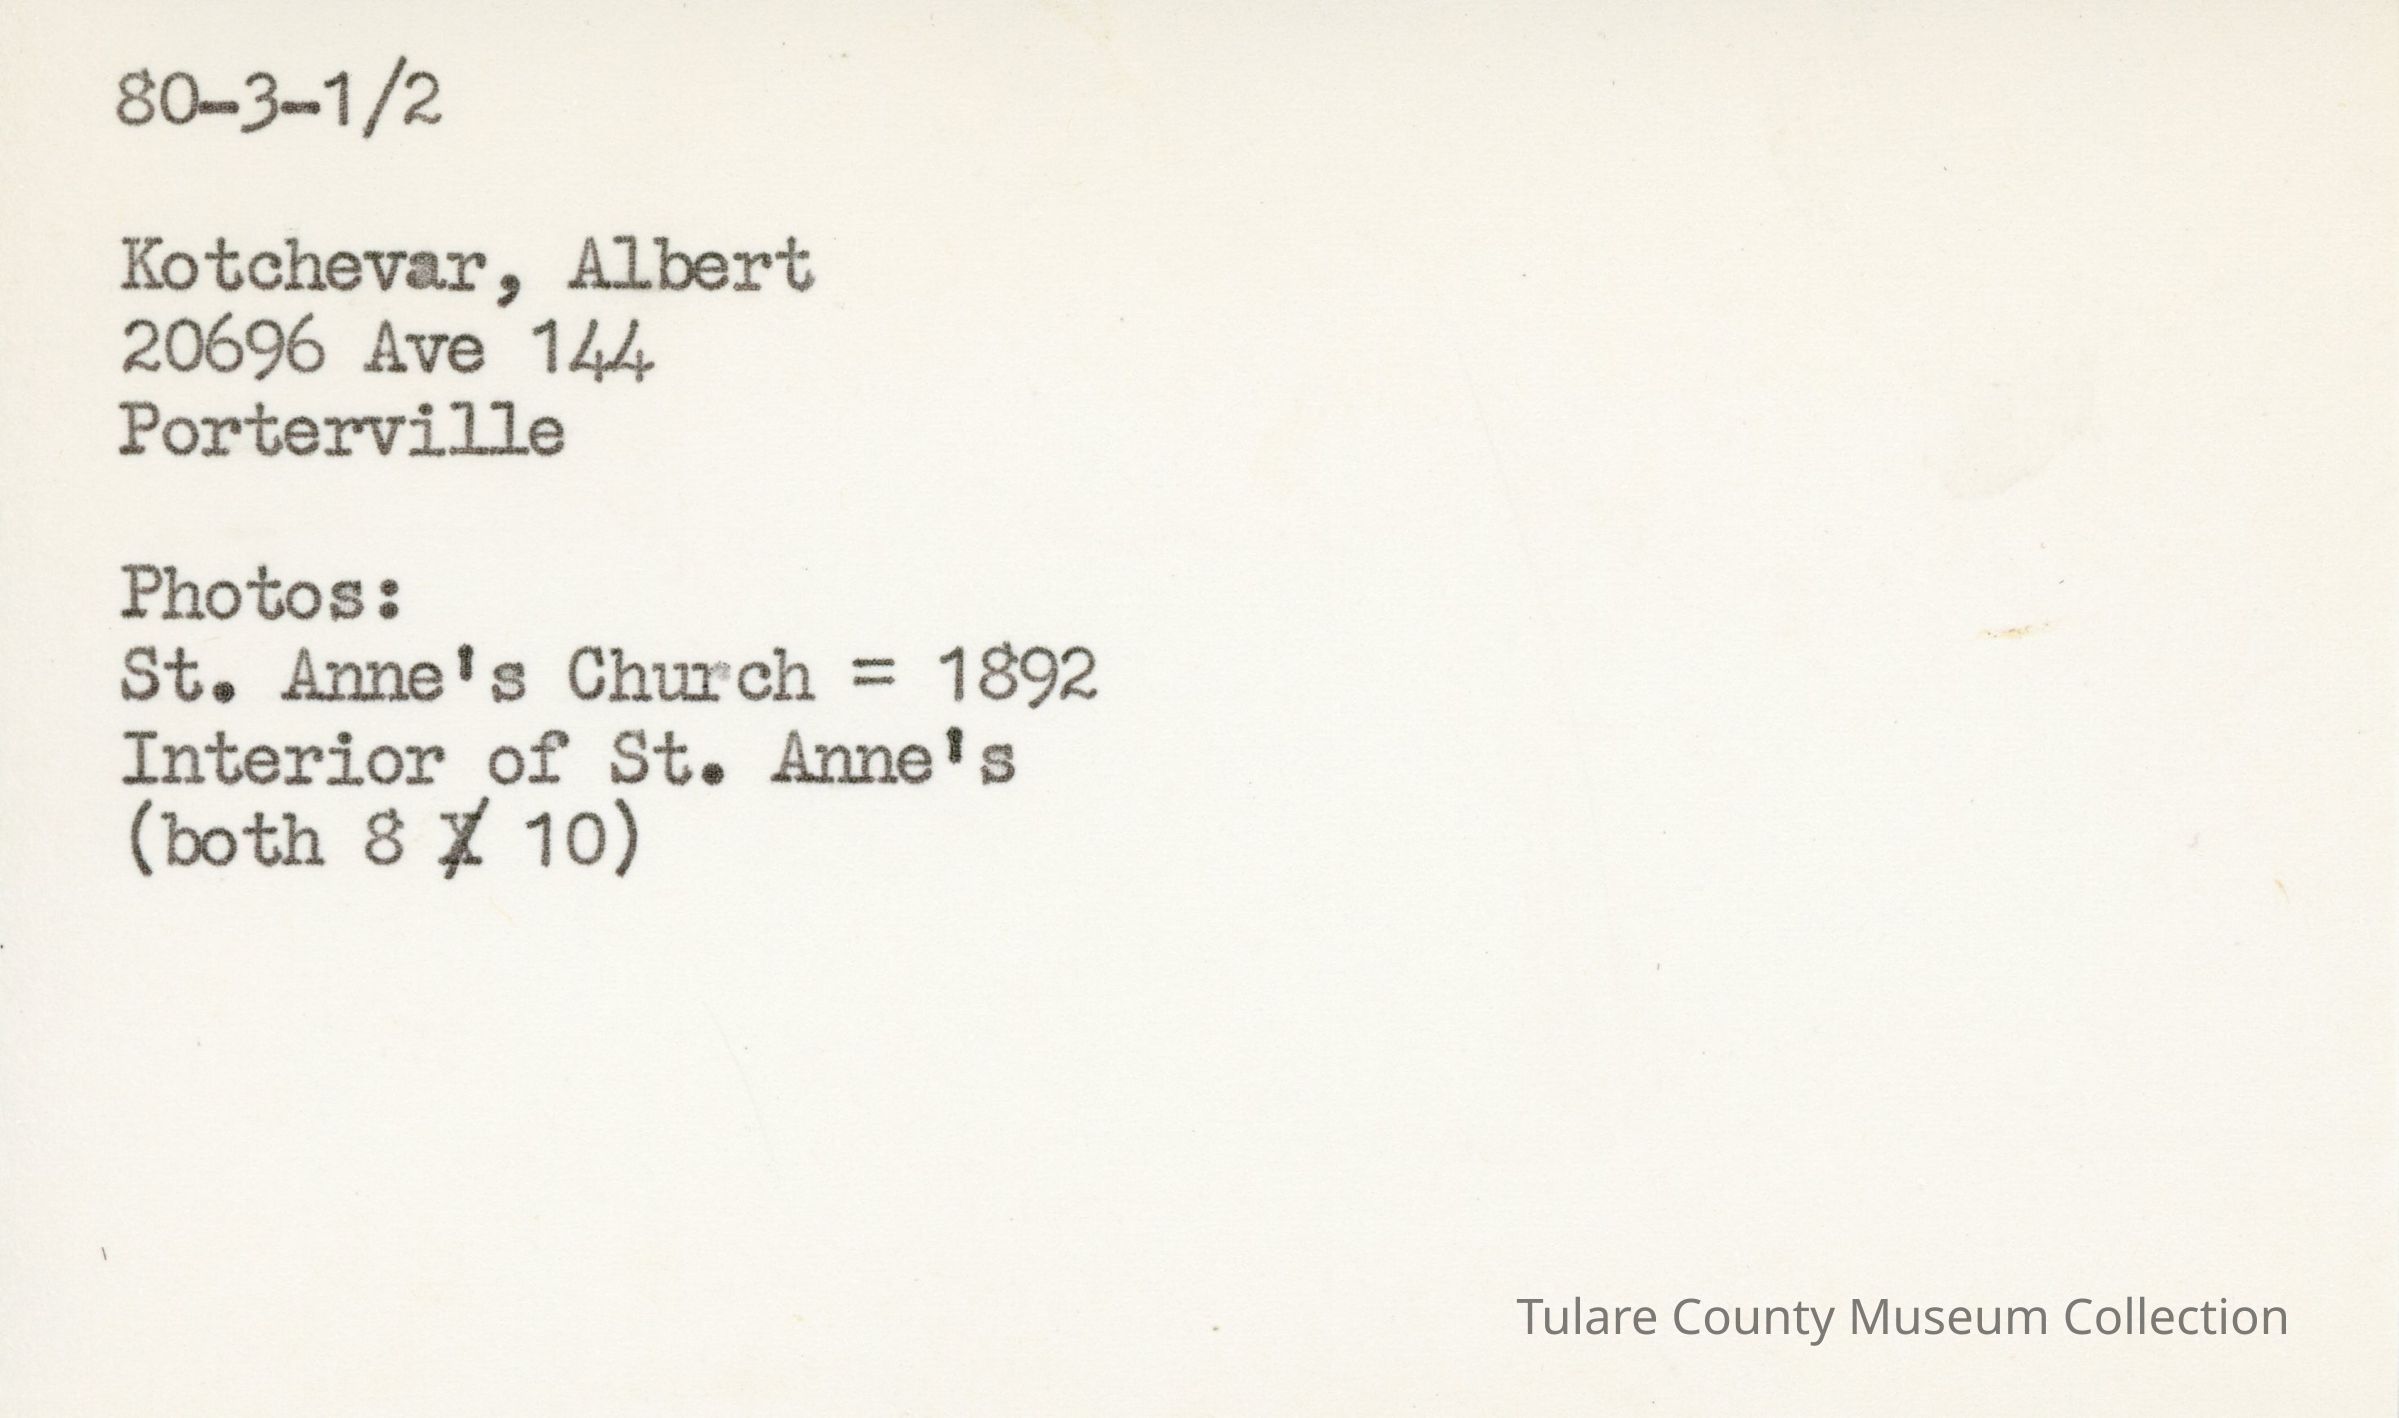 80-3-1/2
Kotchevar, Albert
20696 Ave 144
Porterville
Photos:
St. Anne's Church = 1892
Interior of St. Anne's
(both 8 X 10)
Tulare County Museum Collection